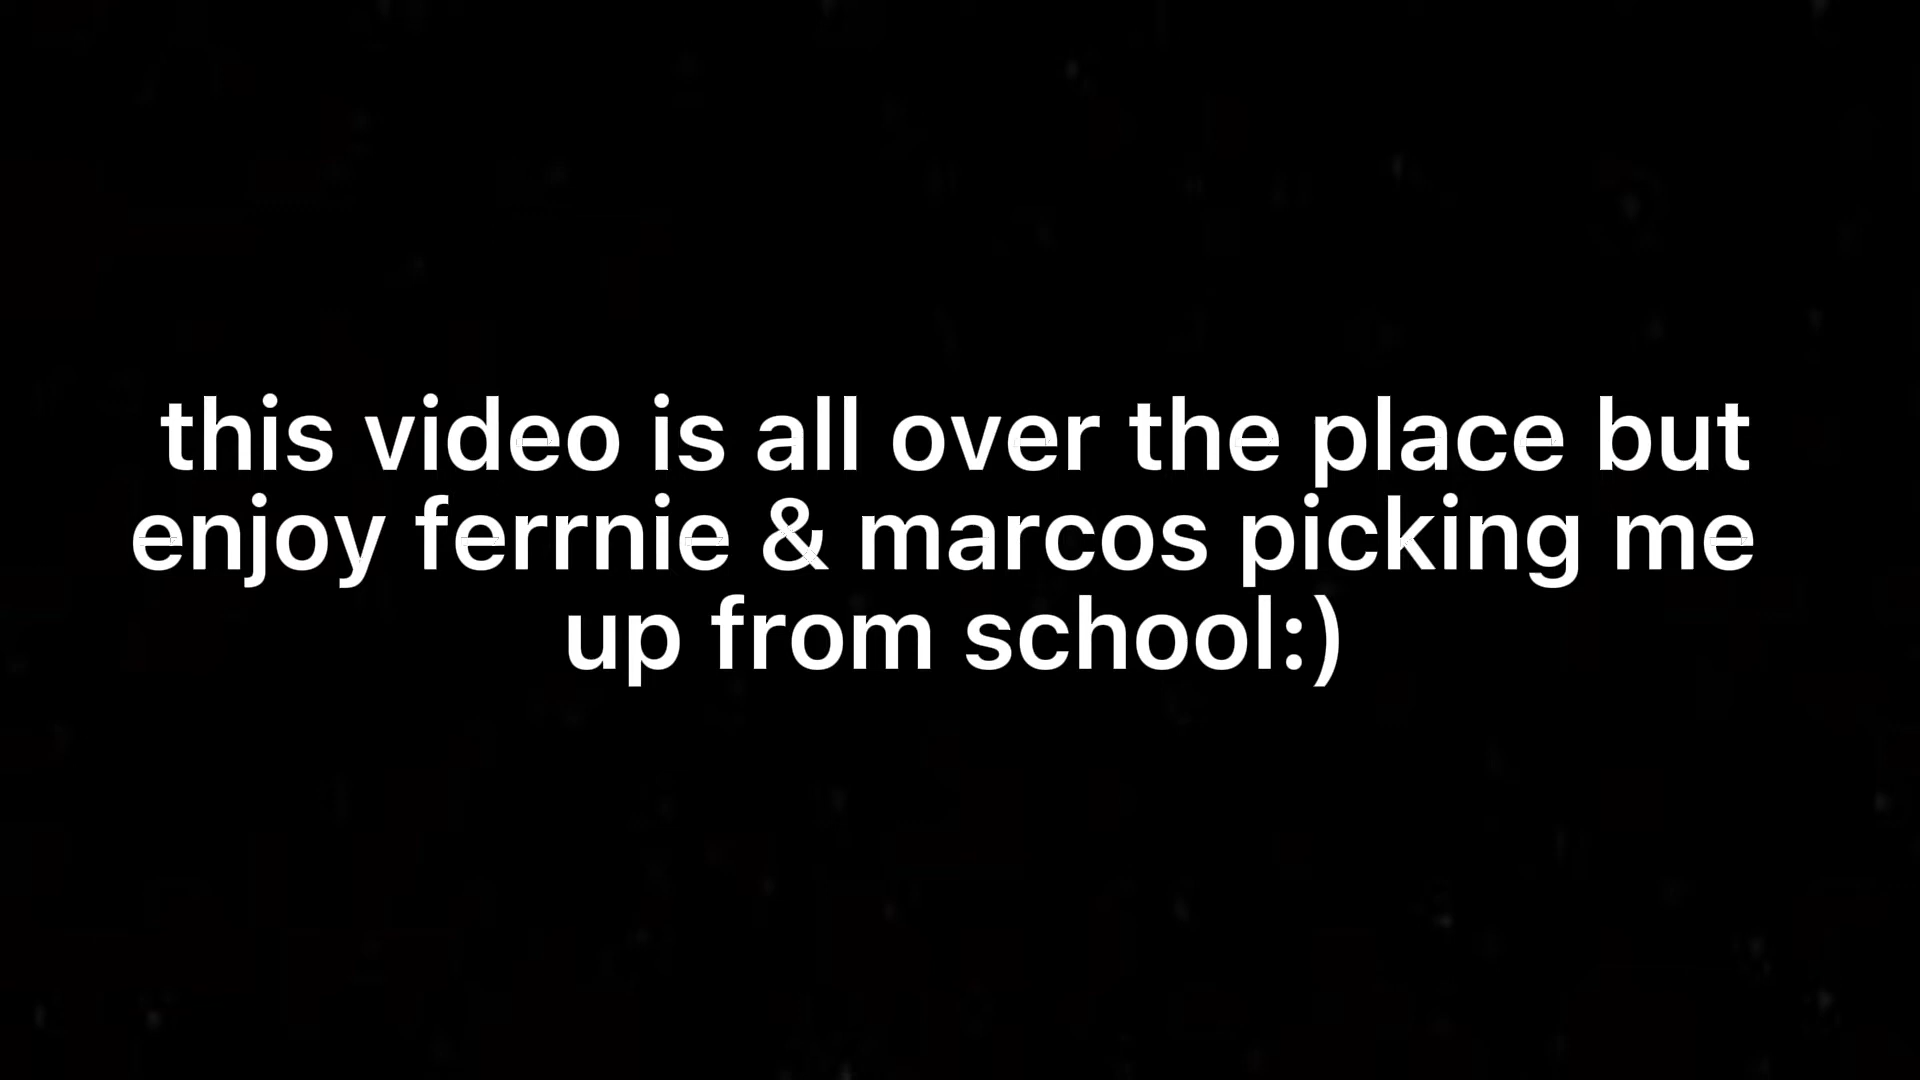 this video is all over the place but
enjoy ferrnie & marcos picking me
up from school:)